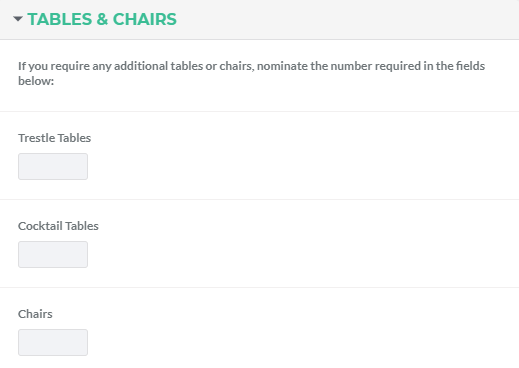 TABLES & CHAIRS
If you require any additional tables or chairs, nominate the number required in the fields
below:
Trestle Tables
Cocktail Tables
Chairs